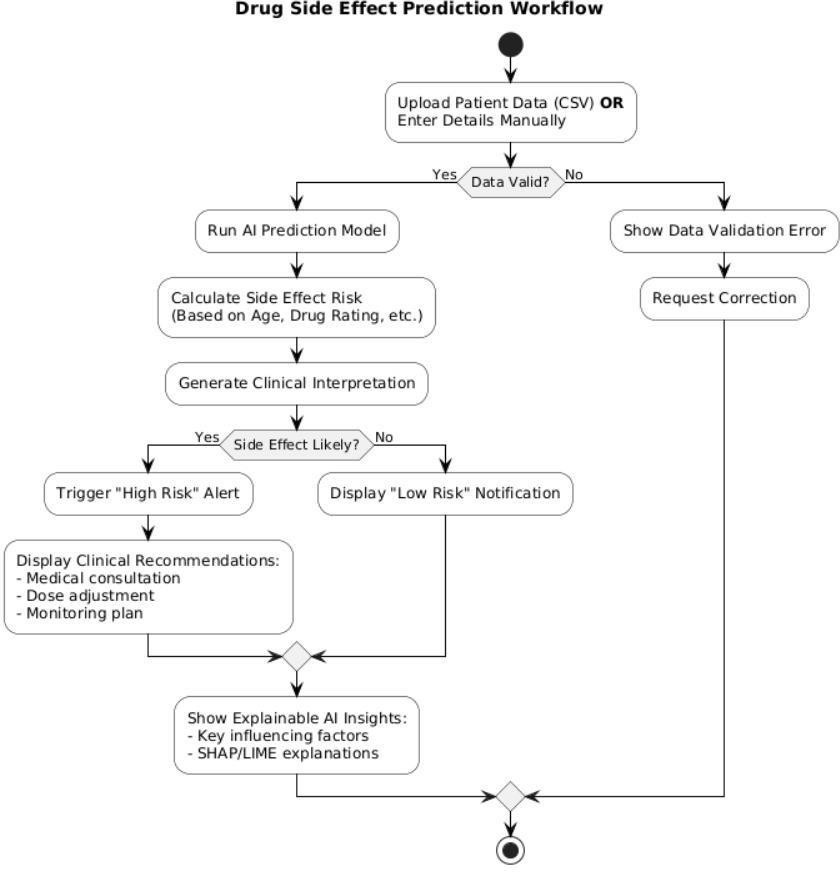 Drug Side Effect Prediction Workflow
Upload Patient Data (CSV) OR
Enter Details Manually
Yes
Data Valid?
No
Run AI Prediction Model
Show Data Validation Error
Calculate Side Effect Risk
(Based on Age, Drug Rating, etc.)
Request Correction
Generate Clinical Interpretation
Yes
Side Effect Likely?
No
Trigger "High Risk" Alert
Display "Low Risk" Notification
Display Clinical Recommendations:
- Medical consultation
- Dose adjustment
- Monitoring plan
Show Explainable AI Insights:
- Key influencing factors
- SHAP/LIME explanations